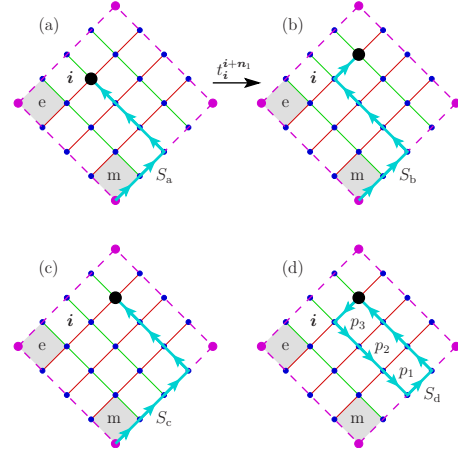 (a)
i
e
m
S_a
t_i^{i+n_1}
(b)
i
e
m
S_b
(c)
i
e
m
S_c
(d)
i
e
m
p_3
p_2
p_1
S_d